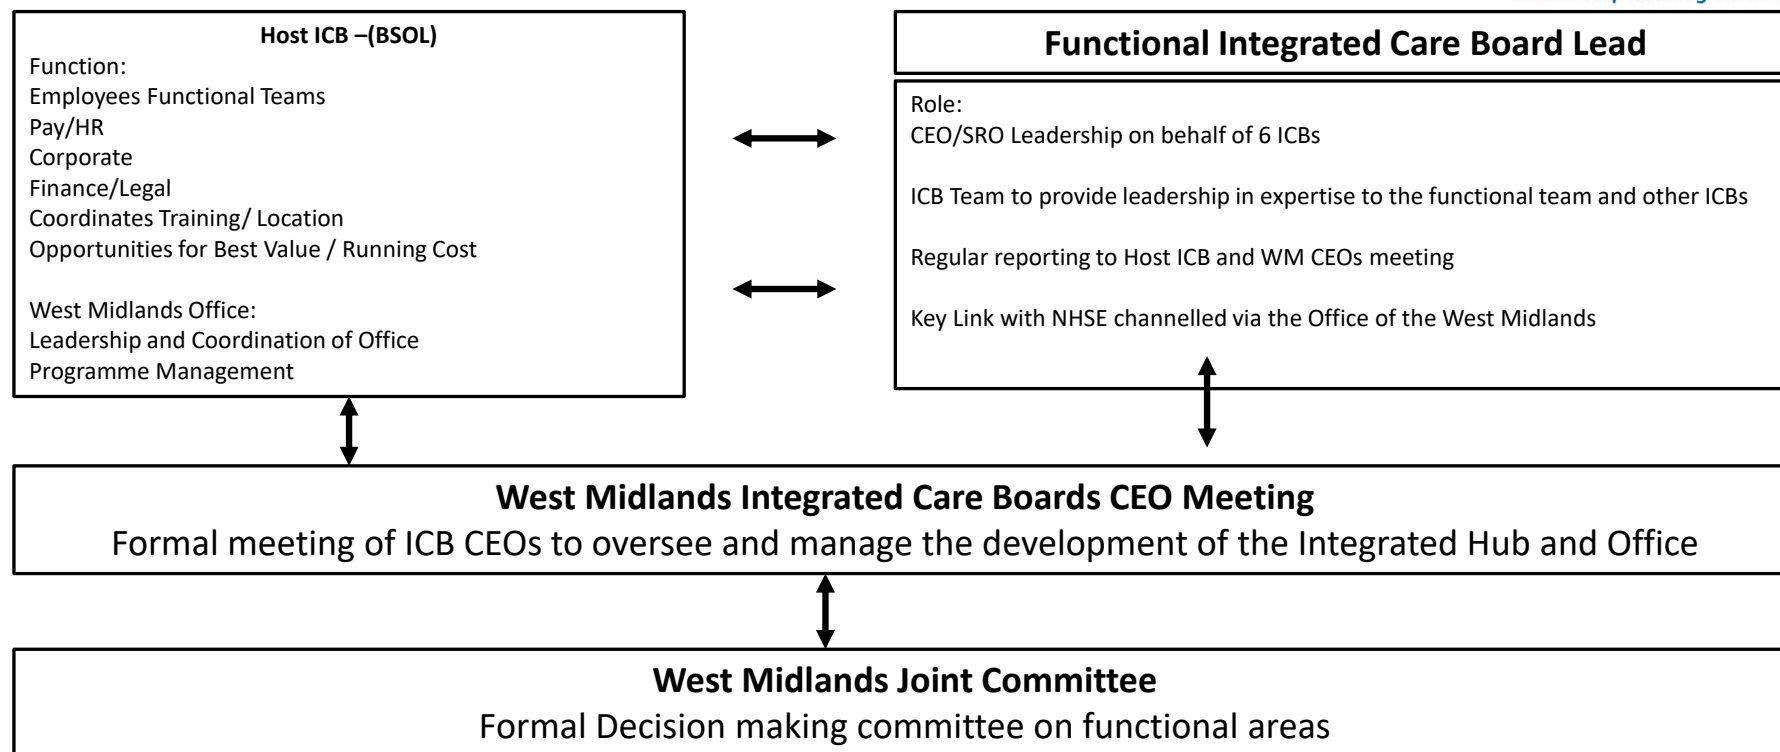 Host ICB –(BSOL)
Function:
Employees Functional Teams
Pay/HR
Corporate
Finance/Legal
Coordinates Training/ Location
Opportunities for Best Value / Running Cost
West Midlands Office:
Leadership and Coordination of Office
Programme Management
Functional Integrated Care Board Lead
Role:
CEO/SRO Leadership on behalf of 6 ICBs
ICB Team to provide leadership in expertise to the functional team and other ICBs
Regular reporting to Host ICB and WM CEOs meeting
Key Link with NHSE channelled via the Office of the West Midlands
West Midlands Integrated Care Boards CEO Meeting
Formal meeting of ICB CEOs to oversee and manage the development of the Integrated Hub and Office
West Midlands Joint Committee
Formal Decision making committee on functional areas